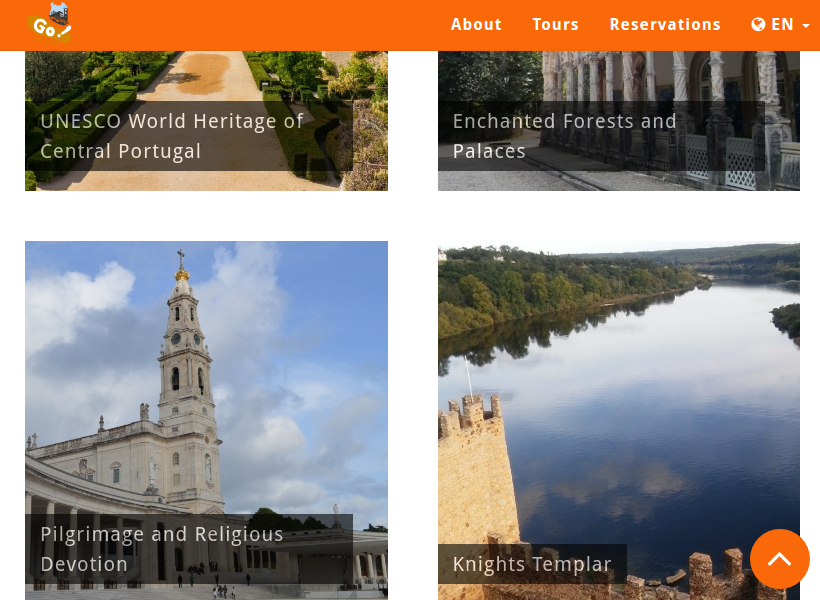 Go!
About Tours Reservations EN
UNESCO World Heritage of
Central Portugal
Enchanted Forests and
Palaces
Pilgrimage and Religious
Devotion
Knights Templar